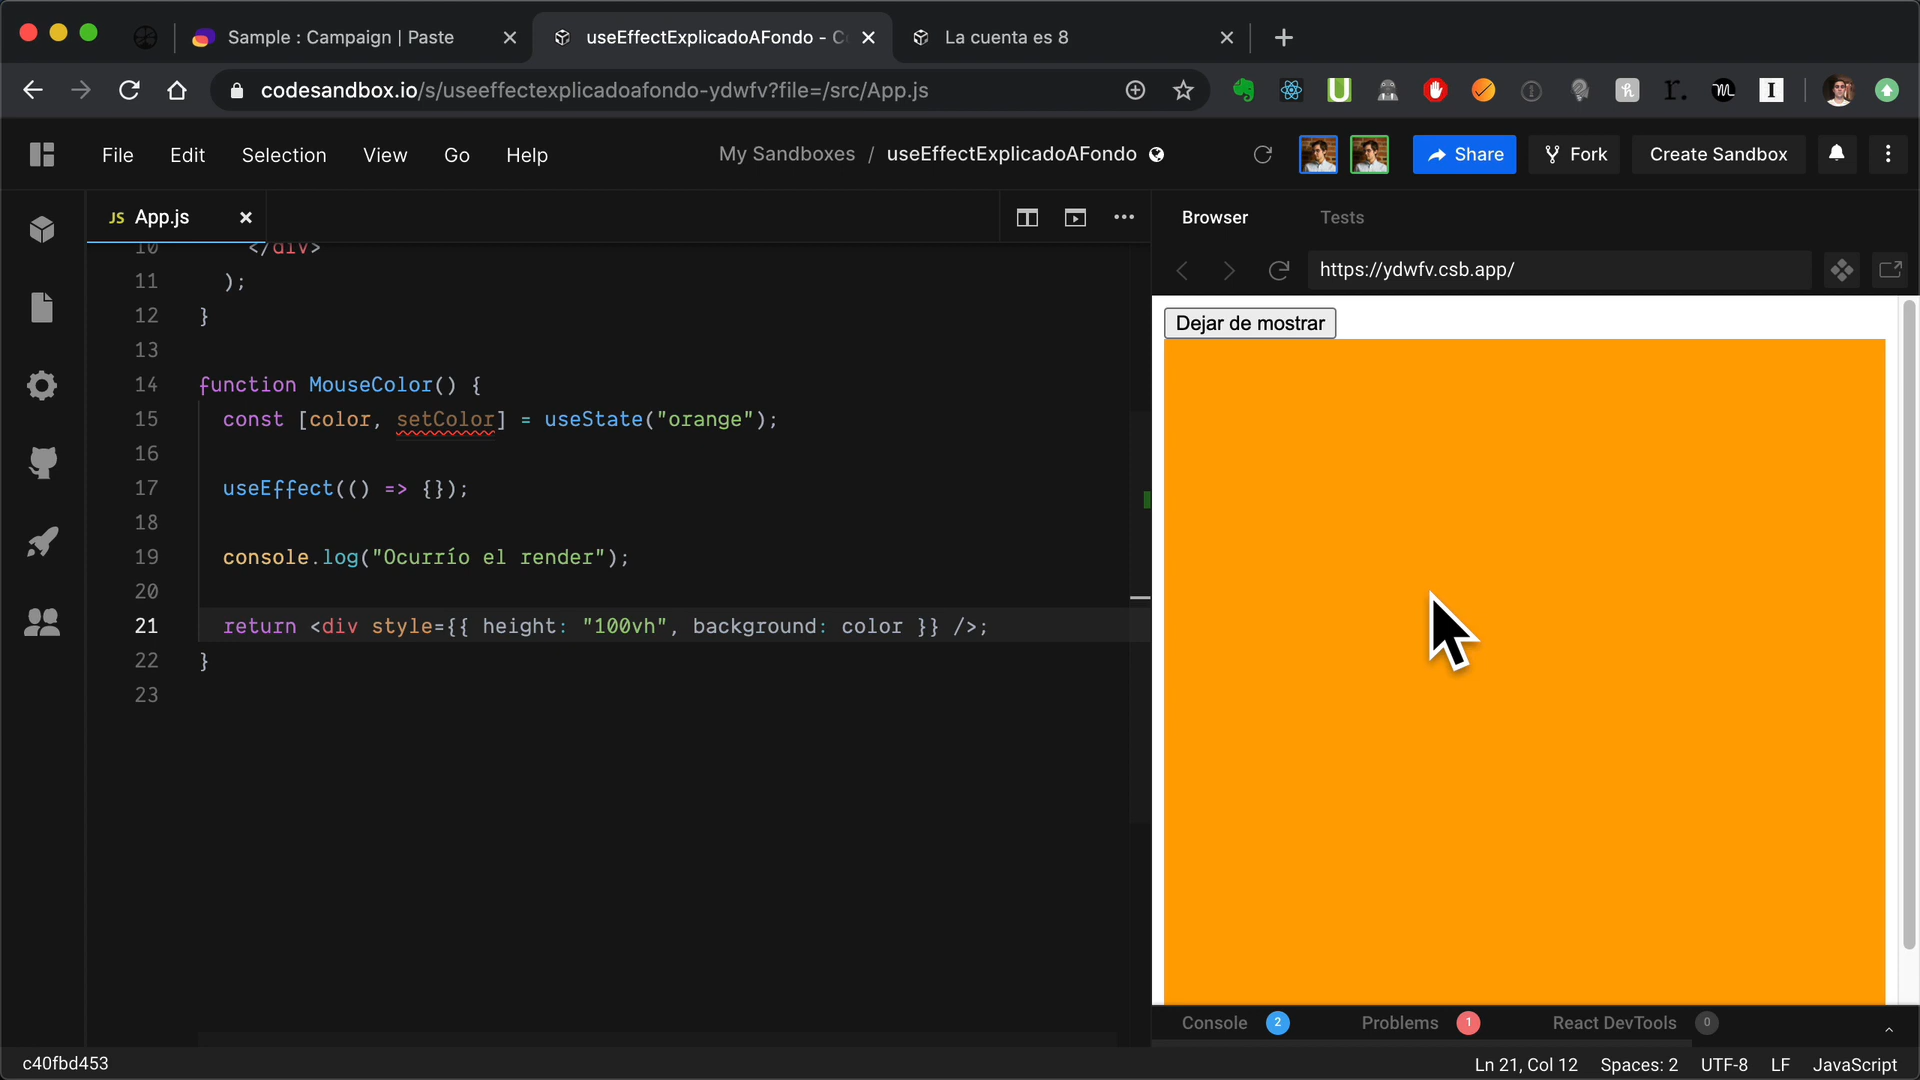 Sample : Campaign | Paste
useEffectExplicadoAFondo - Co
La cuenta es 8
codesandbox.io/s/useeffectexplicadoafondo-ydwfv?file=/src/App.js
File Edit Selection View Go Help
My Sandboxes / useEffectExplicadoAFondo
Share Fork Create Sandbox
JS App.js
Browser Tests
https://ydwfv.csb.app/
10 </div>
11 );
12 }
13
14 function MouseColor() {
15 const [color, setColor] = useState("orange");
16
17 useEffect(() => {});
18
19 console.log("Ocurrío el render");
20
21 return <div style={{ height: "100vh", background: color }} />;
22 }
23
Dejar de mostrar
Console 2 Problems 1 React DevTools 0
c40fbd453
Ln 21, Col 12 Spaces: 2 UTF-8 LF JavaScript